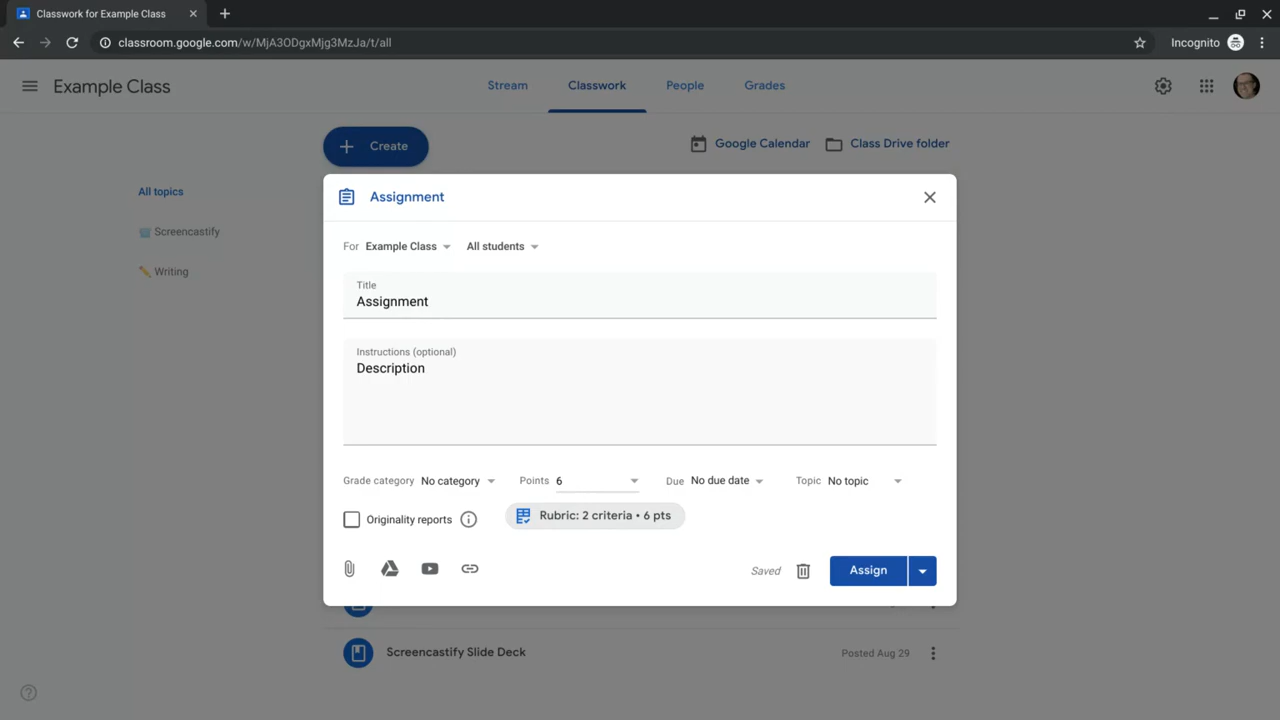 Classwork for Example Class
classroom.google.com/w/MjA3ODgxMjg3MzJa/t/all
Incognito
Example Class
Stream
Classwork
People
Grades
Create
Google Calendar
Class Drive folder
All topics
Screencastify
Writing
Assignment
For Example Class All students
Title
Assignment
Instructions (optional)
Description
Grade category No category Points 6 Due No due date Topic No topic
Originality reports
Rubric: 2 criteria • 6 pts
Saved
Assign
Screencastify Slide Deck
Posted Aug 29